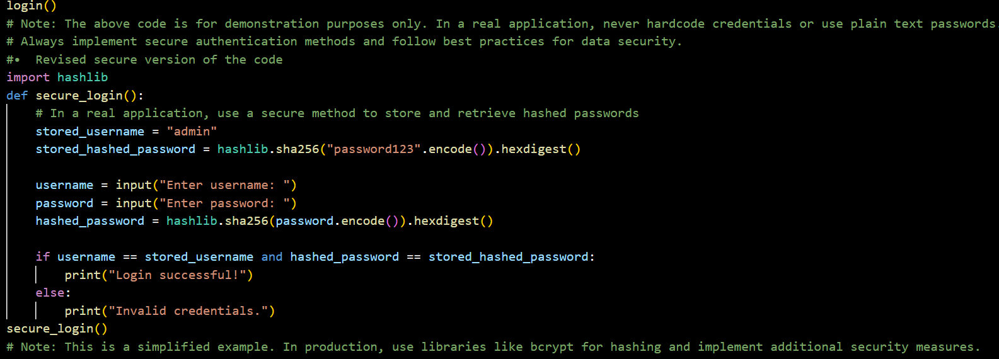 login()
# Note: The above code is for demonstration purposes only. In a real application, never hardcode credentials or use plain text passwords.
# Always implement secure authentication methods and follow best practices for data security.
#•  Revised secure version of the code
import hashlib
def secure_login():
    # In a real application, use a secure method to store and retrieve hashed passwords
    stored_username = "admin"
    stored_hashed_password = hashlib.sha256("password123".encode()).hexdigest()
    username = input("Enter username: ")
    password = input("Enter password: ")
    hashed_password = hashlib.sha256(password.encode()).hexdigest()
    if username == stored_username and hashed_password == stored_hashed_password:
        print("Login successful!")
    else:
        print("Invalid credentials.")
secure_login()
# Note: This is a simplified example. In production, use libraries like bcrypt for hashing and implement additional security measures.